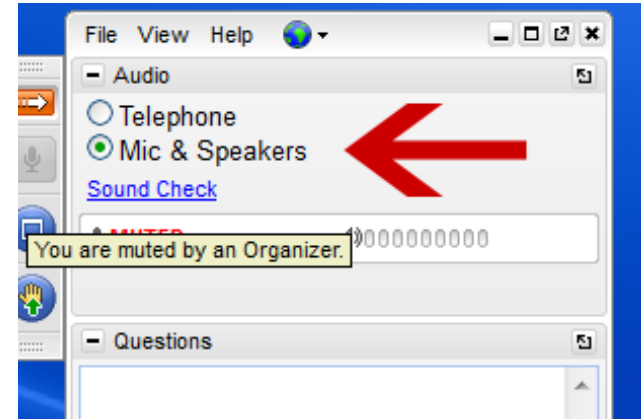 File View Help
Audio
Telephone
Mic & Speakers
Sound Check
You are muted by an Organizer.
Questions